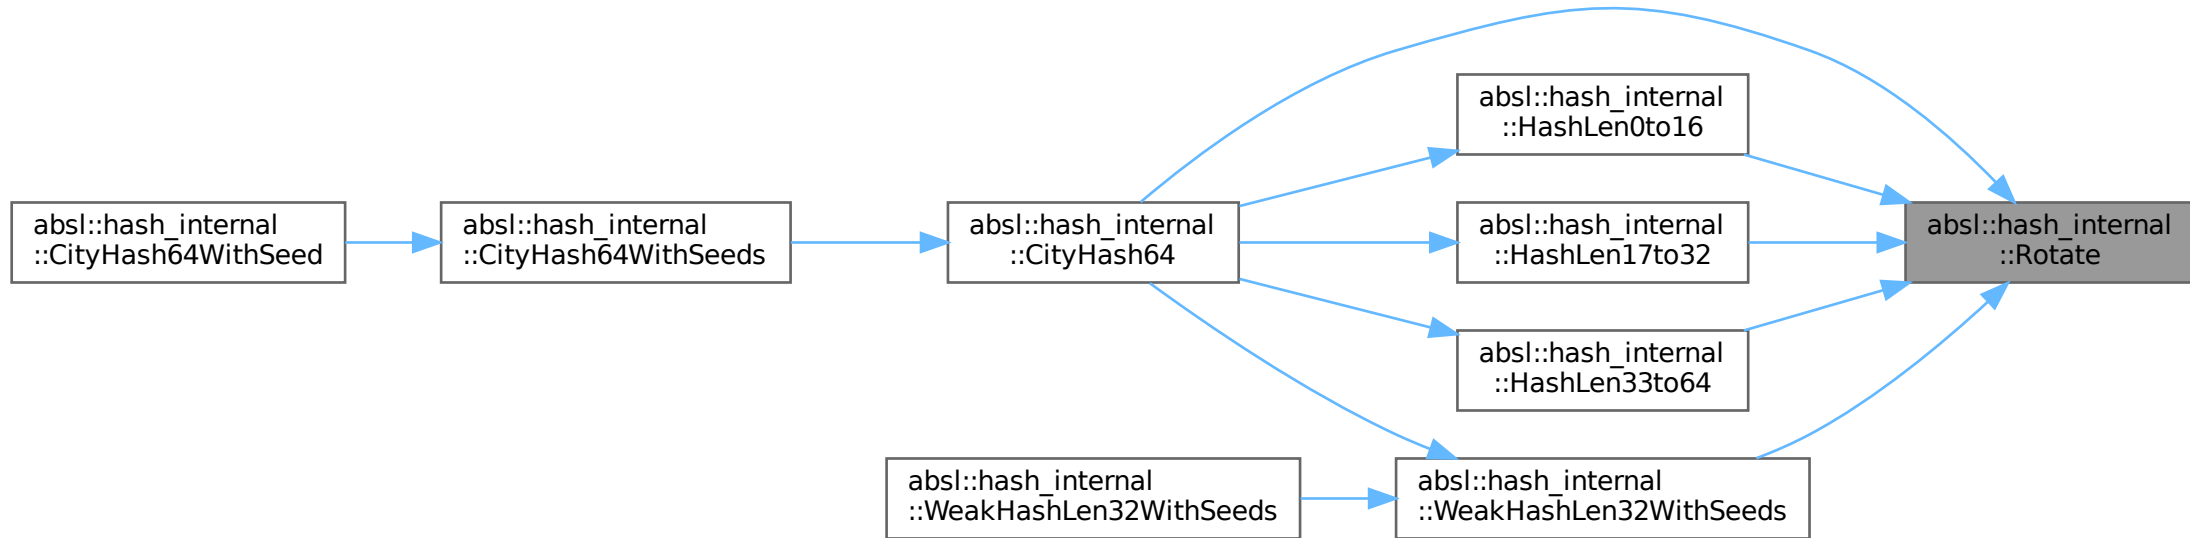 absl::hash_internal
::HashLen0to16
absl::hash_internal
::CityHash64WithSeed
absl::hash_internal
::CityHash64WithSeeds
absl::hash_internal
::CityHash64
absl::hash_internal
::HashLen17to32
absl::hash_internal
::Rotate
absl::hash_internal
::HashLen33to64
absl::hash_internal
::WeakHashLen32WithSeeds
absl::hash_internal
::WeakHashLen32WithSeeds